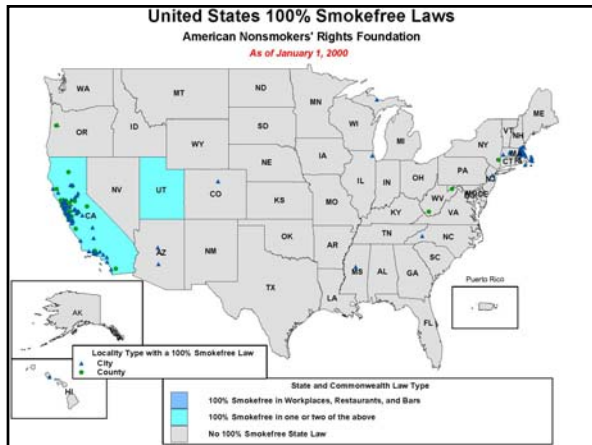 United States 100% Smokefree Laws
American Nonsmokers' Rights Foundation
As of January 1, 2000
WA
MT
ND
MN
ME
OR
ID
SD
WI
MI
VT
NH
NY
MA
CT
WY
NE
IA
PA
NJ
NV
UT
CO
KS
MO
IL
IN
OH
WV
VA
KY
CA
AZ
NM
OK
AR
TN
NC
SC
MS
AL
GA
TX
LA
FL
Puerto Rico
AK
HI
Locality Type with a 100% Smokefree Law
City
County
State and Commonwealth Law Type
100% Smokefree in Workplaces, Restaurants, and Bars
100% Smokefree in one or two of the above
No 100% Smokefree State Law